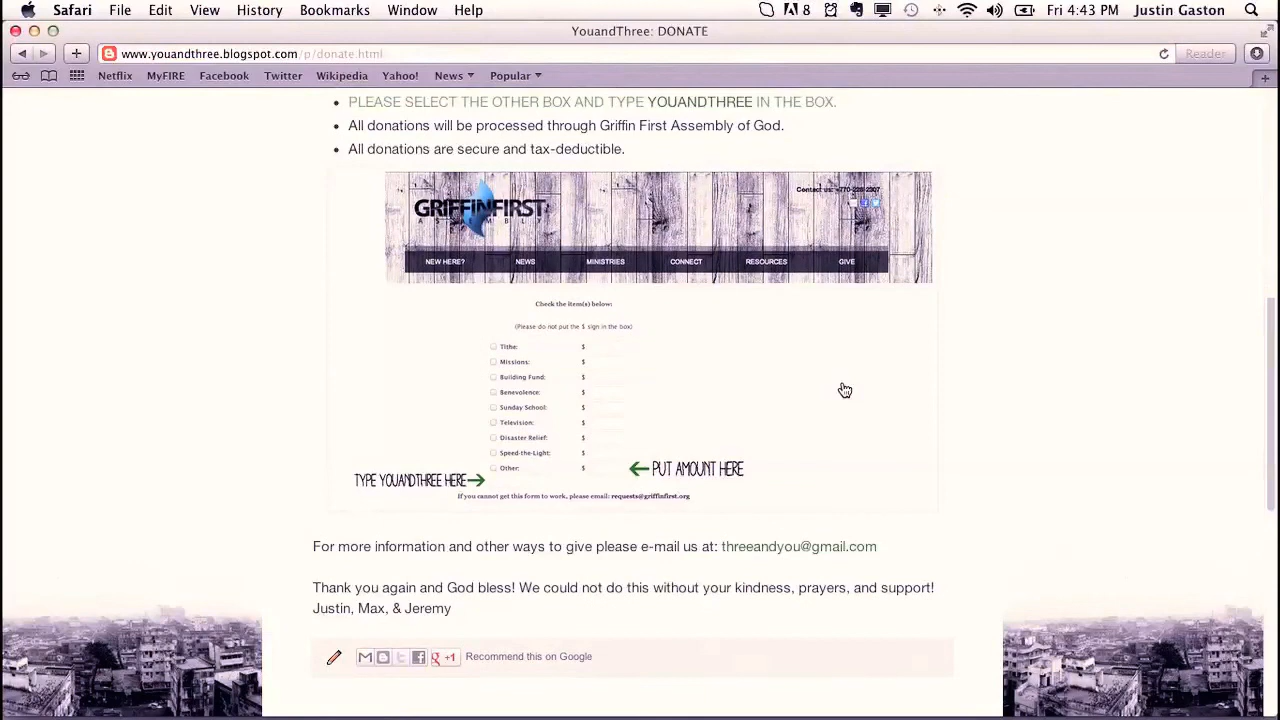 Safari File Edit View History Bookmarks Window Help 8 Fri 4:43 PM Justin Gaston
YouandThree: DONATE
www.youandthree.blogspot.com/p/donate.html Reader
Netflix MyFIRE Facebook Twitter Wikipedia Yahoo! News Popular
PLEASE SELECT THE OTHER BOX AND TYPE YOUANDTHREE IN THE BOX.
All donations will be processed through Griffin First Assembly of God.
All donations are secure and tax-deductible.
Contact us:
GRIFFINFIRST
ASSEMBLY
NEW HERE? NEWS MINISTRIES CONNECT RESOURCES GIVE
Check the item(s) below:
(Please do not put the $ sign in the box)
Tithe: $
Missions: $
Building Fund: $
Benevolence: $
Sunday School: $
Television: $
Disaster Relief: $
Speed-the-Light: $
Other: $
PUT AMOUNT HERE
TYPE YOUANDTHREE HERE
If you cannot get this form to work, please email: requests@griffinfirst.org
For more information and other ways to give please e-mail us at: threeandyou@gmail.com
Thank you again and God bless! We could not do this without your kindness, prayers, and support!
Justin, Max, & Jeremy
+1 Recommend this on Google